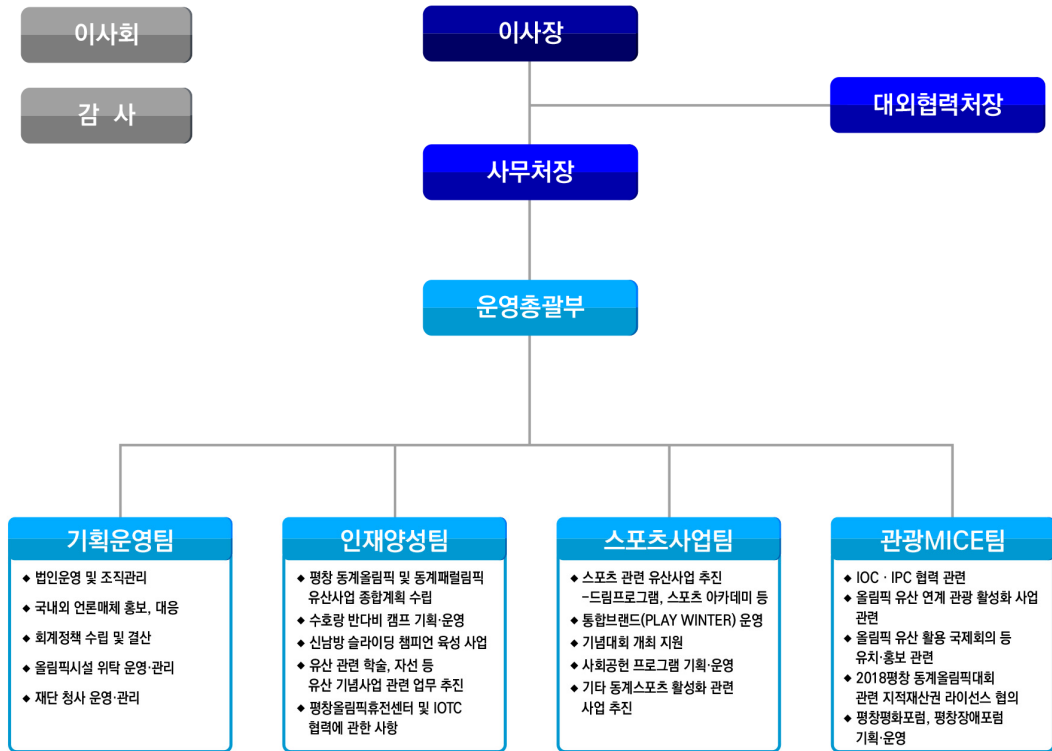 이사회
이사장
감 사
대외협력처장
사무처장
운영총괄부
기획운영팀
◆ 법인운영 및 조직관리
◆ 국내외 언론매체 홍보, 대응
◆ 회계정책 수립 및 결산
◆ 올림픽시설 위탁 운영·관리
◆ 재단 청사 운영·관리
인재양성팀
◆ 평창 동계올림픽 및 동계패럴림픽
유산사업 종합계획 수립
◆ 수호랑 반다비 캠프 기획·운영
◆ 신남방 슬라이딩 챔피언 육성 사업
◆ 유산 관련 학술, 자선 등
유산 기념사업 관련 업무 추진
◆ 평창올림픽휴전센터 및 IOTC
협력에 관한 사항
스포츠사업팀
◆ 스포츠 관련 유산사업 추진
-드림프로그램, 스포츠 아카데미 등
◆ 통합브랜드(PLAY WINTER) 운영
◆ 기념대회 개최 지원
◆ 사회공헌 프로그램 기획·운영
◆ 기타 동계스포츠 활성화 관련
사업 추진
관광MICE팀
◆ IOC · IPC 협력 관련
◆ 올림픽 유산 연계 관광 활성화 사업
관련
◆ 올림픽 유산 활용 국제회의 등
유치·홍보 관련
◆ 2018평창 동계올림픽대회
관련 지적재산권 라이선스 협의
◆ 평창평화포럼, 평창장애포럼
기획·운영